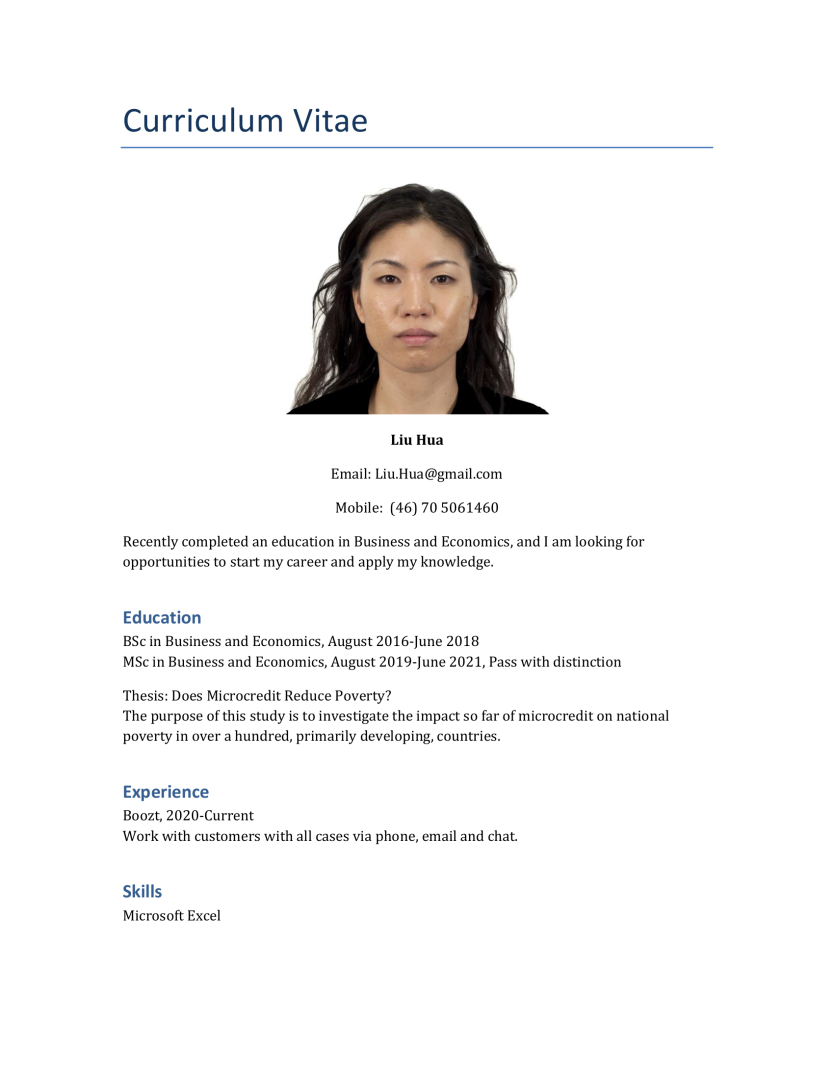 Curriculum Vitae
Liu Hua
Email: Liu.Hua@gmail.com
Mobile:  (46) 70 5061460
Recently completed an education in Business and Economics, and I am looking for
opportunities to start my career and apply my knowledge.
Education
BSc in Business and Economics, August 2016-June 2018
MSc in Business and Economics, August 2019-June 2021, Pass with distinction
Thesis: Does Microcredit Reduce Poverty?
The purpose of this study is to investigate the impact so far of microcredit on national
poverty in over a hundred, primarily developing, countries.
Experience
Boozt, 2020-Current
Work with customers with all cases via phone, email and chat.
Skills
Microsoft Excel